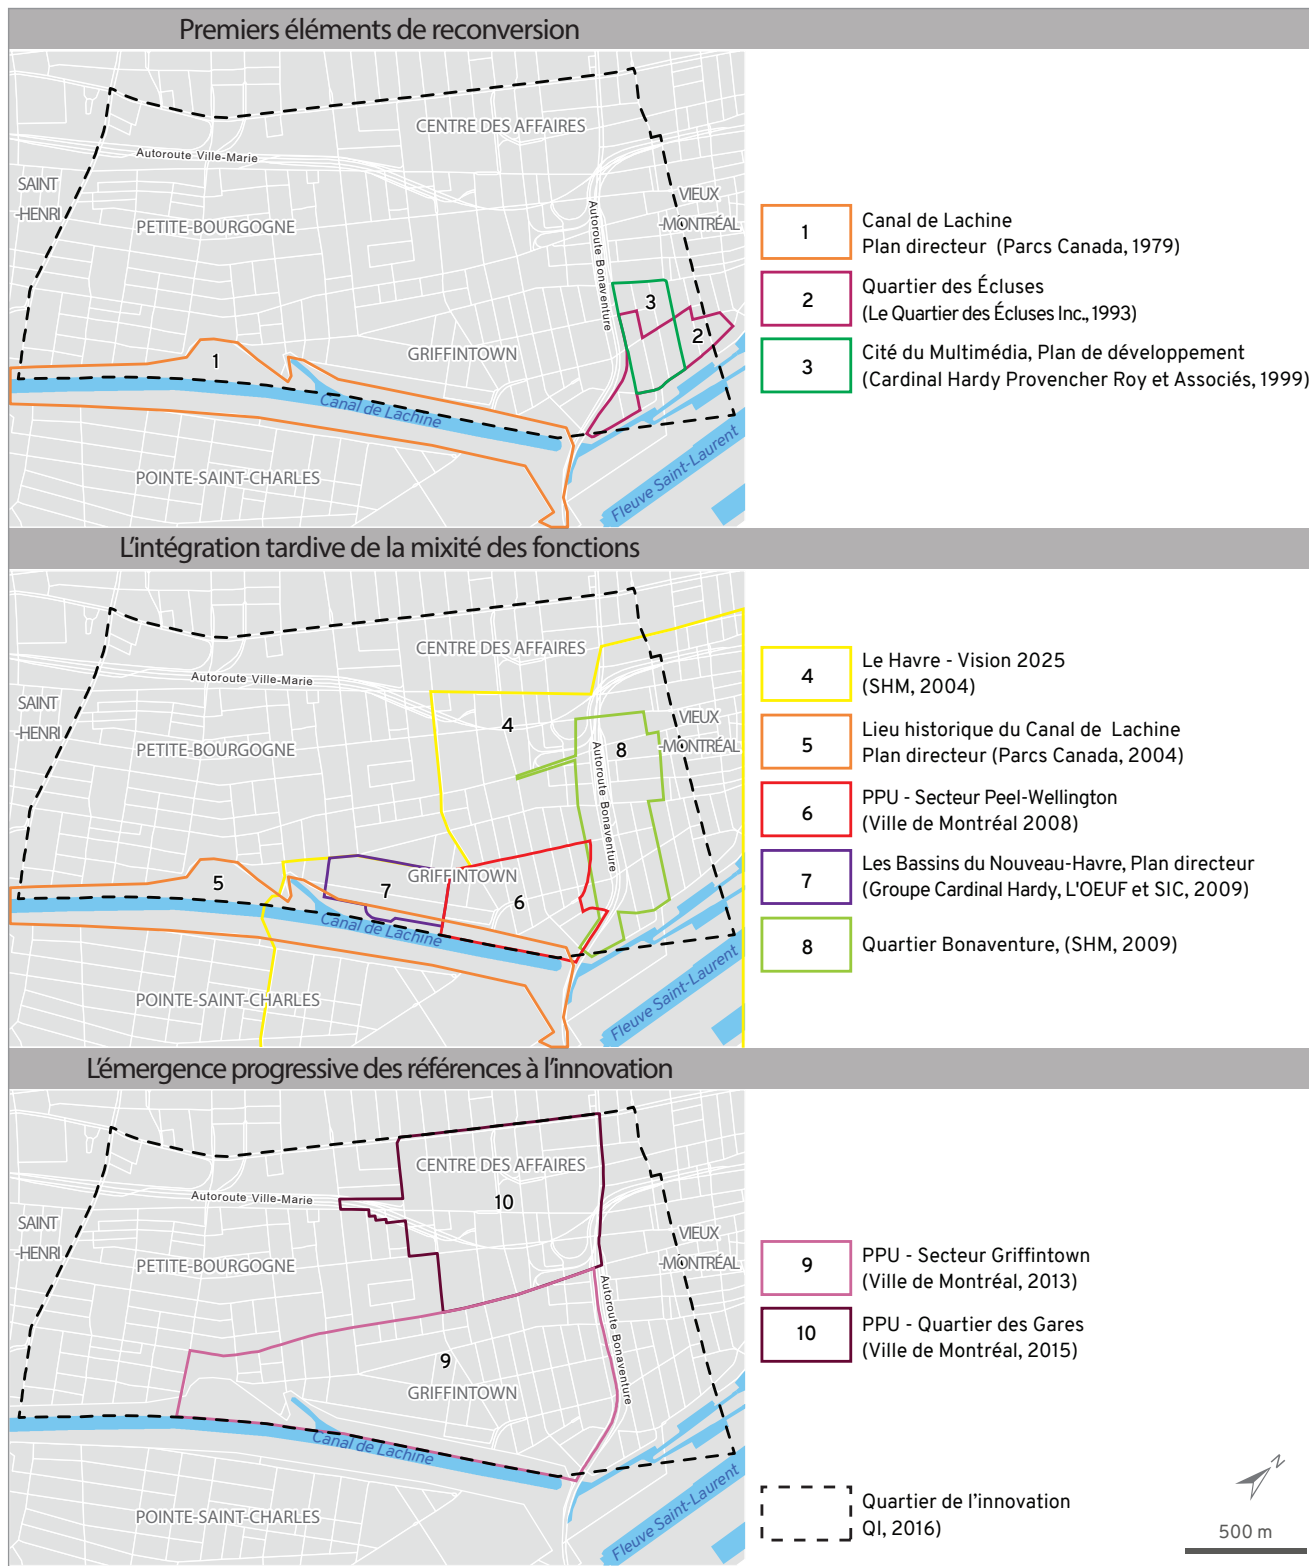 Premiers éléments de reconversion
CENTRE DES AFFAIRES
Autoroute Ville-Marie
SAINT
-HENRI
PETITE-BOURGOGNE
VIEUX
-MONTRÉAL
Autoroute Bonaventure
3
2
1
GRIFFINTOWN
Canal de Lachine
POINTE-SAINT-CHARLES
Fleuve Saint-Laurent
1
Canal de Lachine
Plan directeur (Parcs Canada, 1979)
2
Quartier des Écluses
(Le Quartier des Écluses Inc., 1993)
3
Cité du Multimédia, Plan de développement
(Cardinal Hardy Provencher Roy et Associés, 1999)
L'intégration tardive de la mixité des fonctions
CENTRE DES AFFAIRES
Autoroute Ville-Marie
SAINT
-HENRI
PETITE-BOURGOGNE
4
8
VIEUX
-MONTRÉAL
Autoroute Bonaventure
5
7
GRIFFINTOWN
6
Canal de Lachine
POINTE-SAINT-CHARLES
Fleuve Saint-Laurent
4
Le Havre - Vision 2025
(SHM, 2004)
5
Lieu historique du Canal de Lachine
Plan directeur (Parcs Canada, 2004)
6
PPU - Secteur Peel-Wellington
(Ville de Montréal 2008)
7
Les Bassins du Nouveau-Havre, Plan directeur
(Groupe Cardinal Hardy, L'OEUF et SIC, 2009)
8
Quartier Bonaventure, (SHM, 2009)
L'émergence progressive des références à l'innovation
CENTRE DES AFFAIRES
Autoroute Ville-Marie
10
SAINT
-HENRI
PETITE-BOURGOGNE
VIEUX
-MONTRÉAL
Autoroute Bonaventure
9
GRIFFINTOWN
Canal de Lachine
POINTE-SAINT-CHARLES
Fleuve Saint-Laurent
9
PPU - Secteur Griffintown
(Ville de Montréal, 2013)
10
PPU - Quartier des Gares
(Ville de Montréal, 2015)
Quartier de l'innovation
QI, 2016)
N
500 m